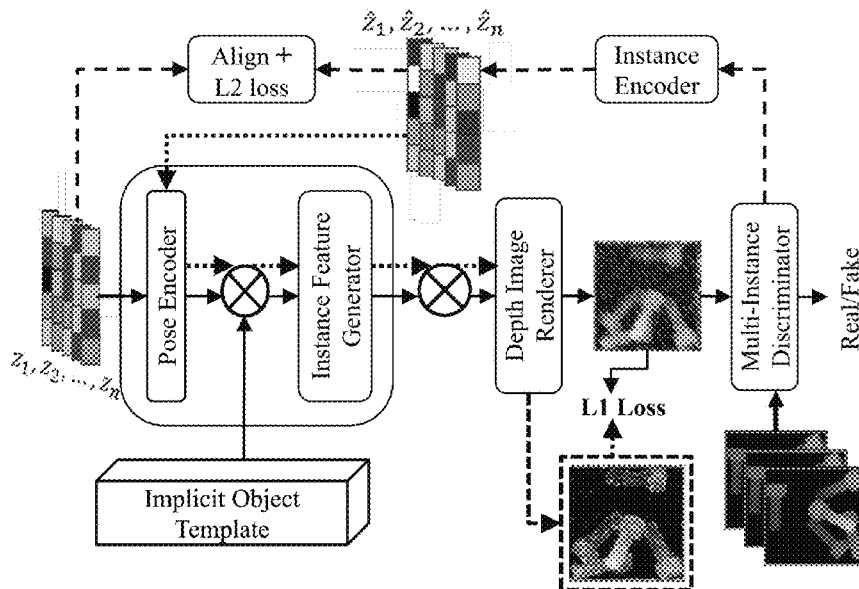 Ẑ₁, Ẑ₂, ... , Ẑₙ
Align +
L2 loss
Instance
Encoder
Pose Encoder
Instance Feature
Generator
Depth Image
Renderer
Multi-Instance
Discriminator
Real/Fake
Z₁, Z₂, ..., Zₙ
L1 Loss
Implicit Object
Template